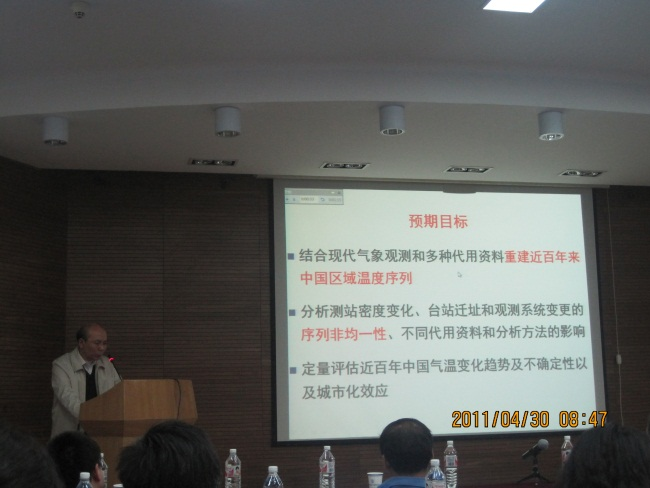 预期目标
结合现代气象观测和多种代用资料重建近百年来
中国区域温度序列
分析测站密度变化、台站迁址和观测系统变更的
序列非均一性、不同代用资料和分析方法的影响
定量评估近百年中国气温变化趋势及不确定性以
及城市化效应
2011/04/30 08:47